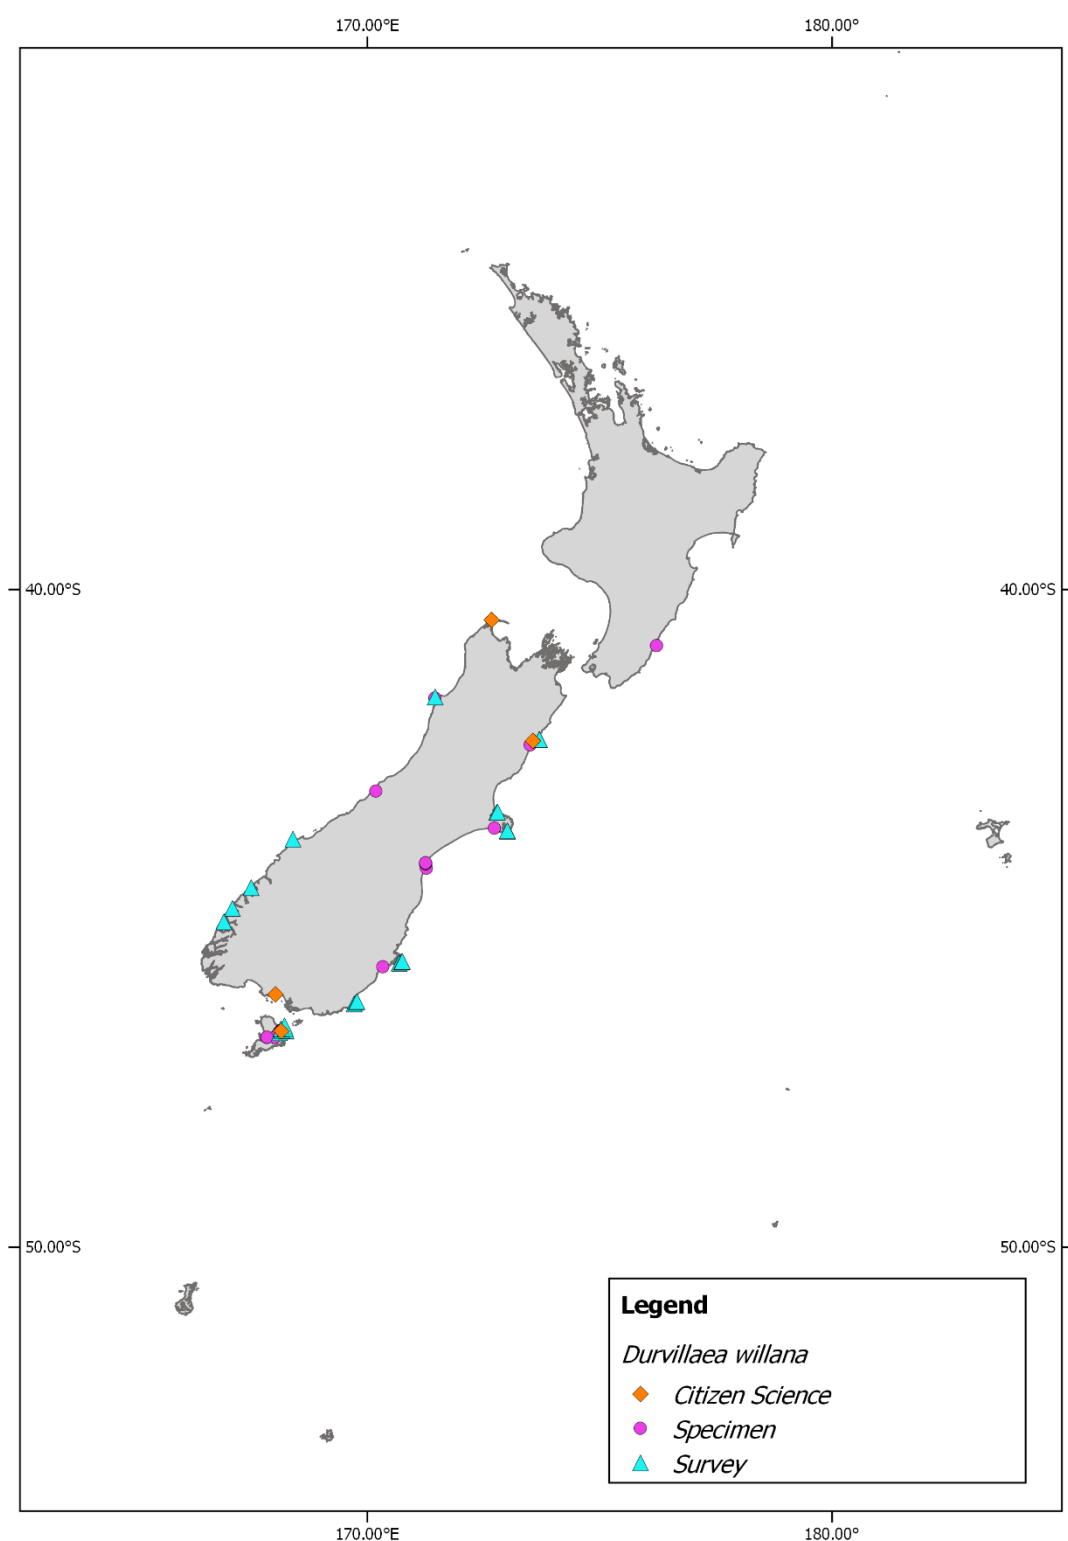 170.00°E 180.00°
40.00°S 40.00°S
50.00°S 50.00°S
Legend
Durvillaea willana
Citizen Science
Specimen
Survey
170.00°E 180.00°